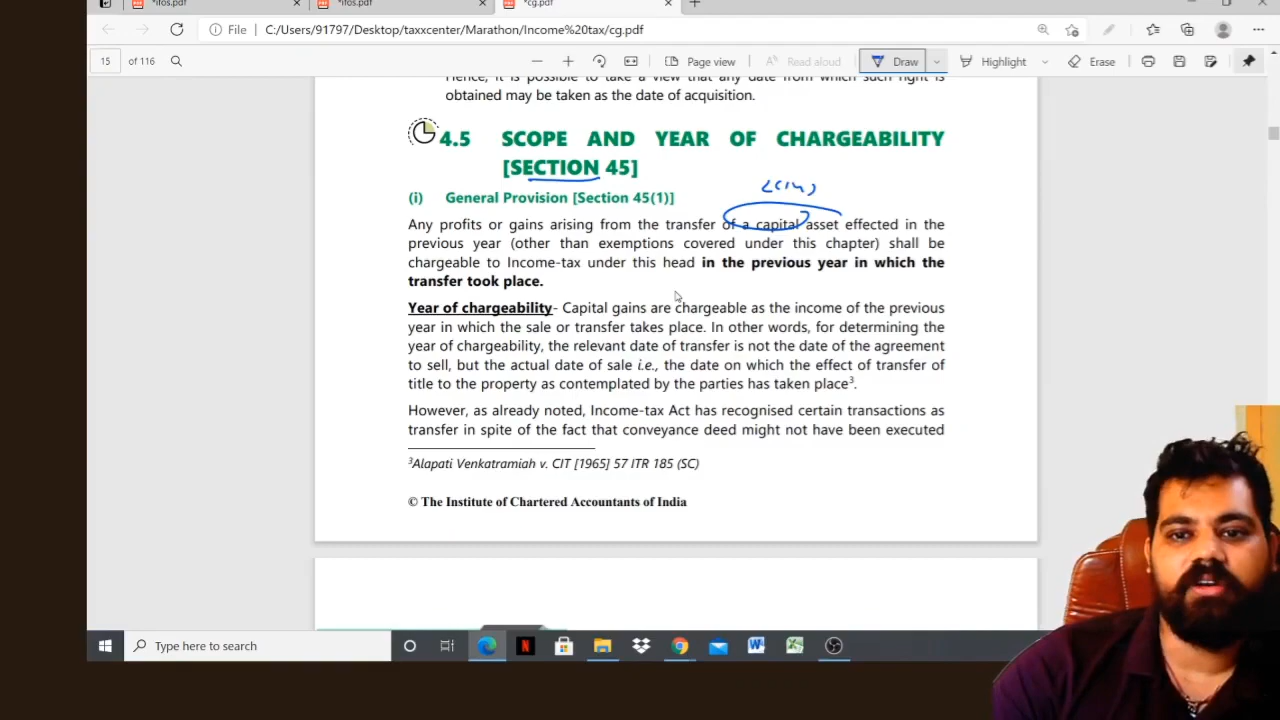 *ifos.pdf
*ifos.pdf
*cg.pdf
File C:/Users/91797/Desktop/taxxcenter/Marathon/Income%20tax/cg.pdf
15 of 116 Page view Read aloud Draw Highlight Erase
Hence, it is possible to take a view that any date from which such right is
obtained may be taken as the date of acquisition.
4.5 SCOPE AND YEAR OF CHARGEABILITY
[SECTION 45]
2(14)
(i) General Provision [Section 45(1)]
Any profits or gains arising from the transfer of a capital asset effected in the
previous year (other than exemptions covered under this chapter) shall be
chargeable to Income-tax under this head in the previous year in which the
transfer took place.
Year of chargeability- Capital gains are chargeable as the income of the previous
year in which the sale or transfer takes place. In other words, for determining the
year of chargeability, the relevant date of transfer is not the date of the agreement
to sell, but the actual date of sale i.e., the date on which the effect of transfer of
title to the property as contemplated by the parties has taken place³.
However, as already noted, Income-tax Act has recognised certain transactions as
transfer in spite of the fact that conveyance deed might not have been executed
³Alapati Venkatramiah v. CIT [1965] 57 ITR 185 (SC)
© The Institute of Chartered Accountants of India
Type here to search